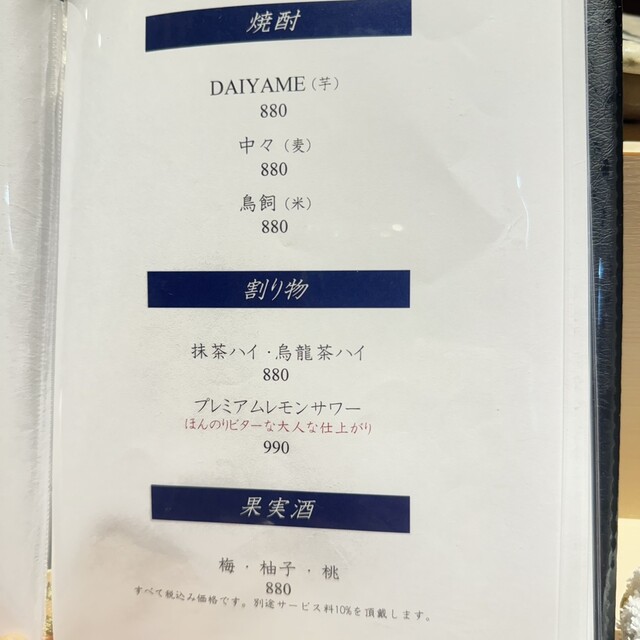 焼酎
DAIYAME（芋）
880
中々（麦）
880
鳥飼（米）
880
割り物
抹茶ハイ・烏龍茶ハイ
880
プレミアムレモンサワー
ほんのりビターな大人な仕上がり
990
果実酒
梅・柚子・桃
880
すべて税込み価格です。別途サービス料10%を頂戴します。